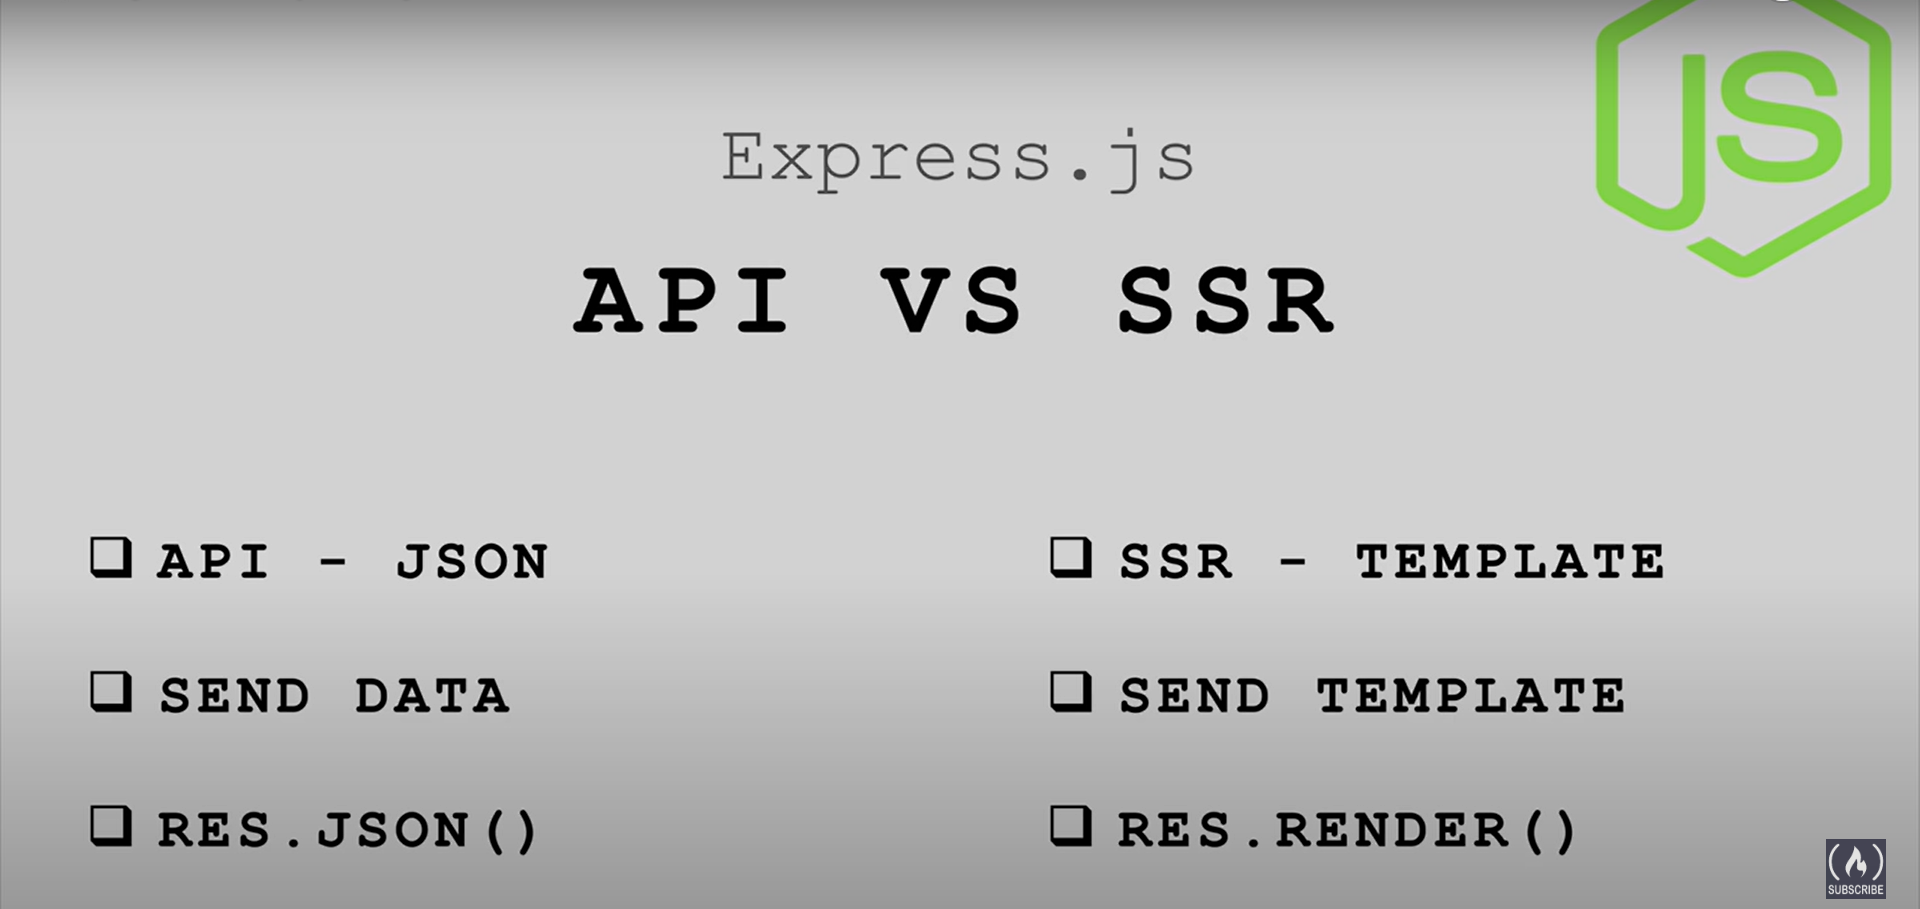 Express.js
JS
API VS SSR
API - JSON
SEND DATA
RES.JSON()
SSR - TEMPLATE
SEND TEMPLATE
RES.RENDER()
SUBSCRIBE